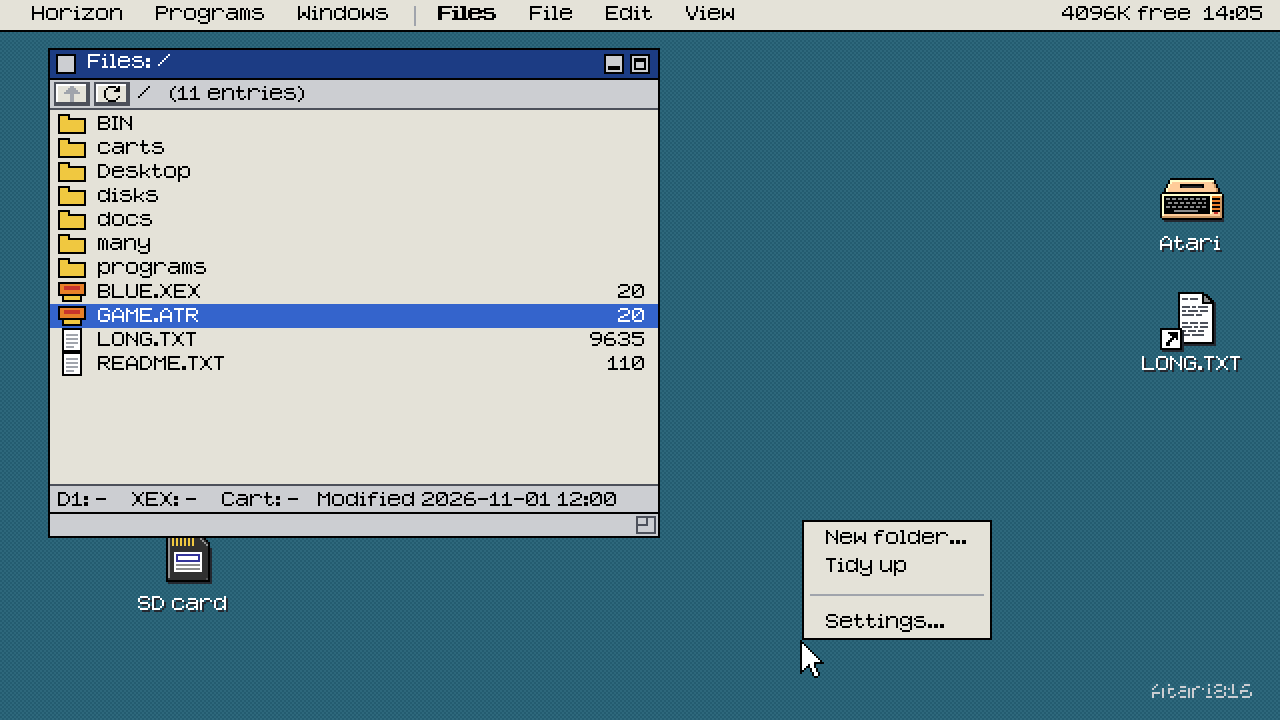 Horizon Programs Windows | Files File Edit View 4096K free 14:05
Files: /
/ (11 entries)
BIN
carts
Desktop
disks
docs
many
programs
BLUE.XEX 20
GAME.ATR 20
LONG.TXT 9635
README.TXT 110
D1: - XEX: - Cart: - Modified 2026-11-01 12:00
Atari
LONG.TXT
SD card
New folder...
Tidy up
Settings...
Atari816